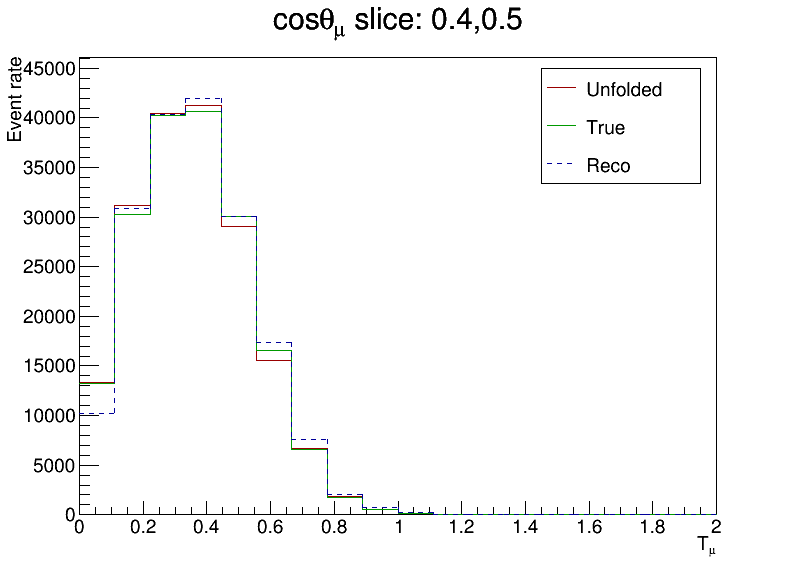 cosθμ slice: 0.4,0.5
Event rate
45000
40000
35000
30000
25000
20000
15000
10000
5000
0
0 0.2 0.4 0.6 0.8 1 1.2 1.4 1.6 1.8 2
Tμ
Unfolded
True
Reco